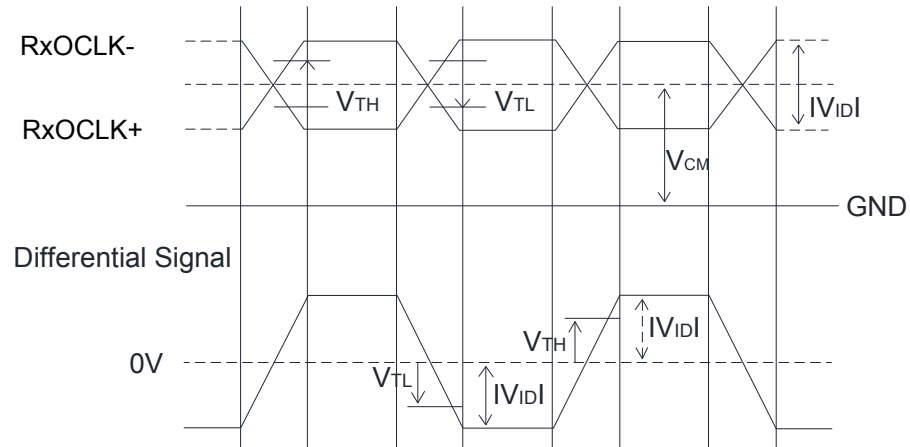 RxOCLK-
VTH
VTL
IVIDI
RxOCLK+
VCM
GND
Differential Signal
VTH
IVIDI
0V
VTL
IVIDI